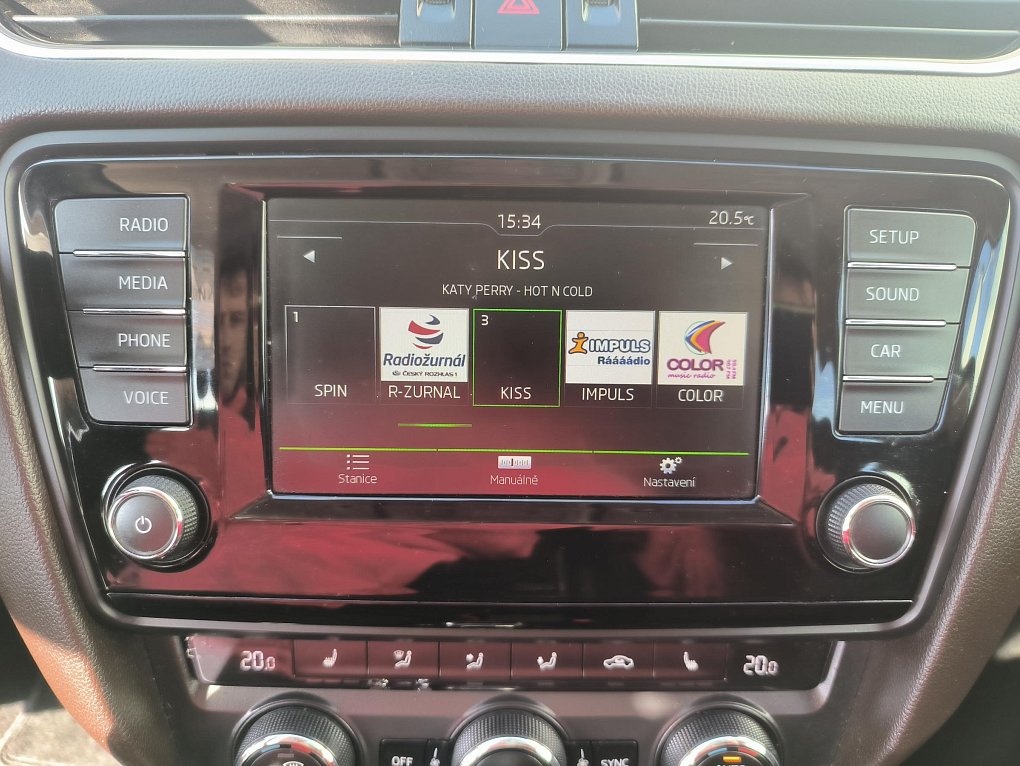 15:34
20.5°C
KISS
KATY PERRY - HOT N COLD
1
3
Radiožurnál
ČESKÝ ROZHLAS 1
IMPULS
Ráááádio
COLOR
music radio
SPIN
R-ZURNAL
KISS
IMPULS
COLOR
Stanice
Manuálně
Nastavení
RADIO
MEDIA
PHONE
VOICE
SETUP
SOUND
CAR
MENU
20.0
20.0
OFF
SYNC